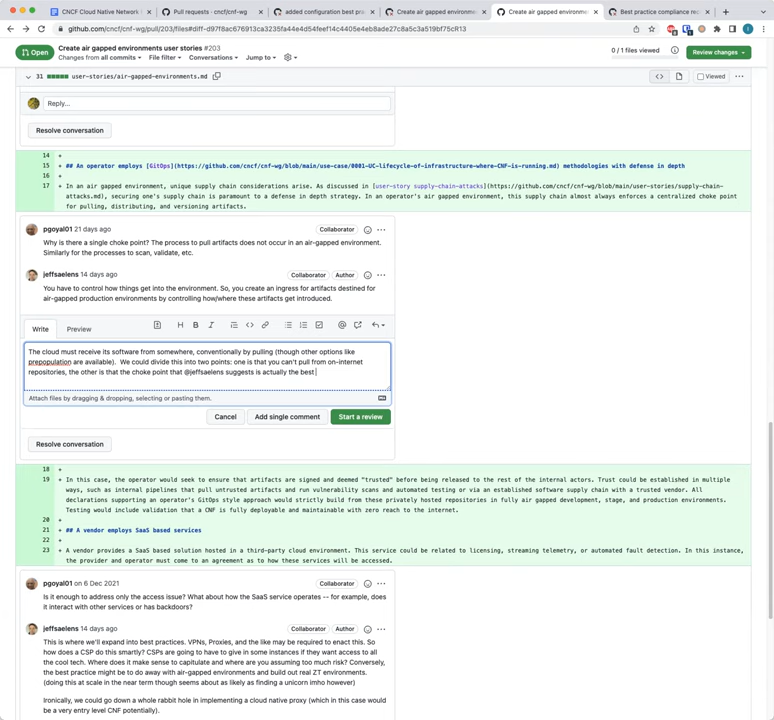 CNCF Cloud Native Network
Pull requests · cncf/cnf-wg
added configuration best pra
Create air gapped environme
Create air gapped environme
Best practice compliance rec
github.com/cncf/cnf-wg/pull/203/files#diff-d97f8ac676966913ca3235fa44e4d54feef14c4405e4eb8ade27c8a5c3a519bf75cR13
Open
Create air gapped environments user stories #203
Changes from all commits
File filter
Conversations
Jump to
0 / 1 files viewed
Review changes
31
user-stories/air-gapped-environments.md
Viewed
Reply...
Resolve conversation
14 +
15 + ## An operator employs [GitOps](https://github.com/cncf/cnf-wg/blob/main/use-case/0001-UC-lifecycle-of-infrastructure-where-CNF-is-running.md) methodologies with defense in depth
16 +
17 + In an air gapped environment, unique supply chain considerations arise. As discussed in [user-story supply-chain-attacks](https://github.com/cncf/cnf-wg/blob/main/user-stories/supply-chain-
attacks.md), securing one's supply chain is paramount to a defense in depth strategy. In an operator's air gaped environment, this supply chain almost always enforces a centralized choke point
for pulling, distributing, and versioning artifacts.
pgoyal01 21 days ago
Collaborator
Why is there a single choke point? The process to pull artifacts does not occur in an air-gapped environment.
Similarly for the processes to scan, validate, etc.
jeffsaelens 14 days ago
Collaborator
Author
You have to control how things get into the environment. So, you create an ingress for artifacts destined for
air-gapped production environments by controlling how/where these artifacts get introduced.
Write
Preview
The cloud must receive its software from somewhere, conventionally by pulling (though other options like
prepopulation are available). We could divide this into two points: one is that you can't pull from on-internet
repositories, the other is that the choke point that @jeffsaelens suggests is actually the best
Attach files by dragging & dropping, selecting or pasting them.
Cancel
Add single comment
Start a review
Resolve conversation
18 +
19 + In this case, the operator would seek to ensure that artifacts are signed and deemed "trusted" before being released to the rest of the internal actors. Trust could be established in multiple
ways, such as internal pipelines that pull untrusted artifacts and run vulnerability scans and automated testing or via an established software supply chain with a trusted vendor. All
declarations supporting an operator's GitOps style approach would strictly build from these privately hosted repositories in fully air gapped development, stage, and production environments.
Testing would include validation that a CNF is fully deployable and maintainable with zero reach to the internet.
20 +
21 + ## A vendor employs SaaS based services
22 +
23 + A vendor provides a SaaS based solution hosted in a third-party cloud environment. This service could be related to licensing, streaming telemetry, or automated fault detection. In this instance,
the provider and operator must come to an agreement as to how these services will be accessed.
pgoyal01 on 6 Dec 2021
Collaborator
Is it enough to address only the access issue? What about how the SaaS service operates -- for example, does
it interact with other services or has backdoors?
jeffsaelens 14 days ago
Collaborator
Author
This is where we'll expand into best practices. VPNs, Proxies, and the like may be required to enact this. So
how does a CSP do this smartly? CSPs are going to have to give in some instances if they want access to all
the cool tech. Where does it make sense to capitulate and where are you assuming too much risk? Conversely,
the best practice might be to do away with air-gapped environments and build out real ZT environments.
(doing this at scale in the near term though seems about as likely as finding a unicorn imho however)
Ironically, we could go down a whole rabbit hole in implementing a cloud native proxy (which in this case would
be a very entry level CNF potentially).